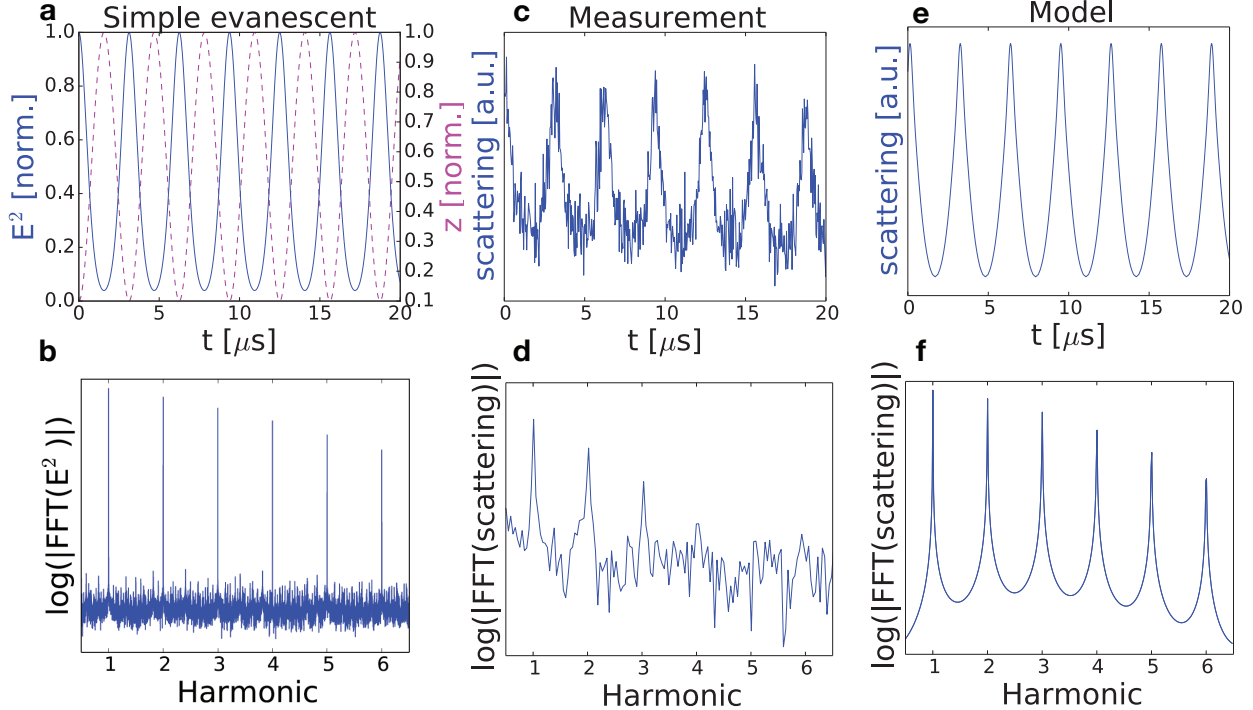 a Simple evanescent
1.0
0.8
0.6
0.4
0.2
0.0
E² [norm.]
1.0
0.9
0.8
0.7
0.6
0.5
0.4
0.3
0.2
0.1
z [norm.]
0 5 10 15 20
t [μs]
c Measurement
scattering [a.u.]
0 5 10 15 20
t [μs]
e Model
scattering [a.u.]
0 5 10 15 20
t [μs]
b
log(|FFT(E² )|)
1 2 3 4 5 6
Harmonic
d
log(|FFT(scattering)|)
1 2 3 4 5 6
Harmonic
f
log(|FFT(scattering)|)
1 2 3 4 5 6
Harmonic